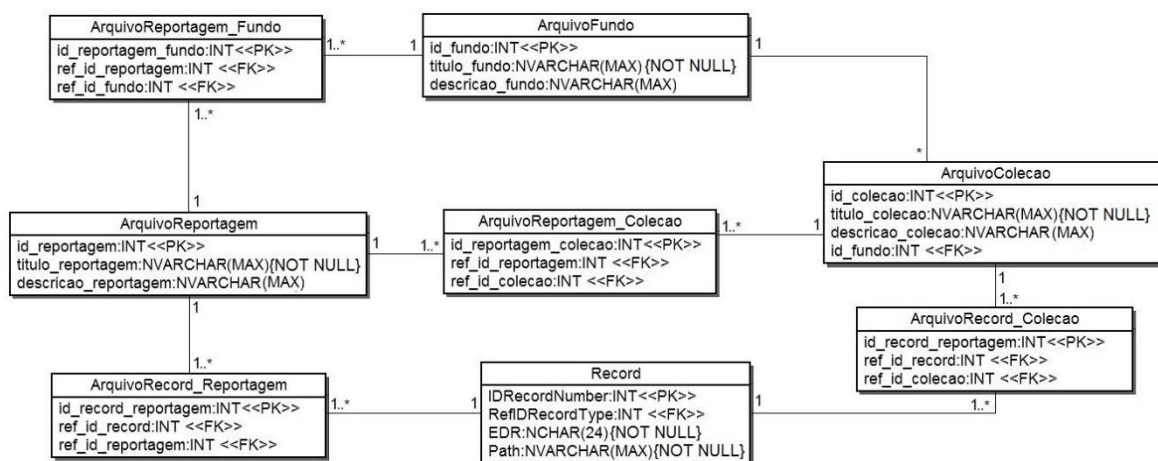 ArquivoReportagem_Fundo
id_reportagem_fundo:INT<<PK>>
ref_id_reportagem:INT <<FK>>
ref_id_fundo:INT <<FK>>
1..*
1
ArquivoFundo
id_fundo:INT<<PK>>
titulo_fundo:NVARCHAR(MAX){NOT NULL}
descricao_fundo:NVARCHAR(MAX)
1
*
1..*
1
ArquivoReportagem
id_reportagem:INT<<PK>>
titulo_reportagem:NVARCHAR(MAX){NOT NULL}
descricao_reportagem:NVARCHAR(MAX)
1
1..*
ArquivoReportagem_Colecao
id_reportagem_colecao:INT<<PK>>
ref_id_reportagem:INT <<FK>>
ref_id_colecao:INT <<FK>>
1..*
1
ArquivoColecao
id_colecao:INT<<PK>>
titulo_colecao:NVARCHAR(MAX){NOT NULL}
descricao_colecao:NVARCHAR(MAX)
id_fundo:INT <<FK>>
1
1..*
1
1..*
ArquivoRecord_Reportagem
id_record_reportagem:INT<<PK>>
ref_id_record:INT <<FK>>
ref_id_reportagem:INT <<FK>>
1..*
1
Record
IDRecordNumber:INT<<PK>>
RefIDRecordType:INT <<FK>>
EDR:NCHAR(24){NOT NULL}
Path:NVARCHAR(MAX){NOT NULL}
1
1..*
ArquivoRecord_Colecao
id_record_reportagem:INT<<PK>>
ref_id_record:INT <<FK>>
ref_id_colecao:INT <<FK>>